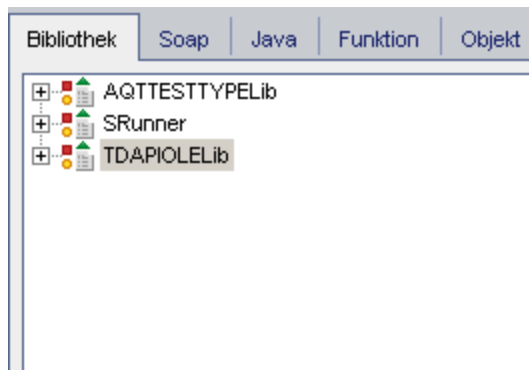 Bibliothek Soap Java Funktion Objekt
AQTTESTTYPELib
SRunner
TDAPIOLELib